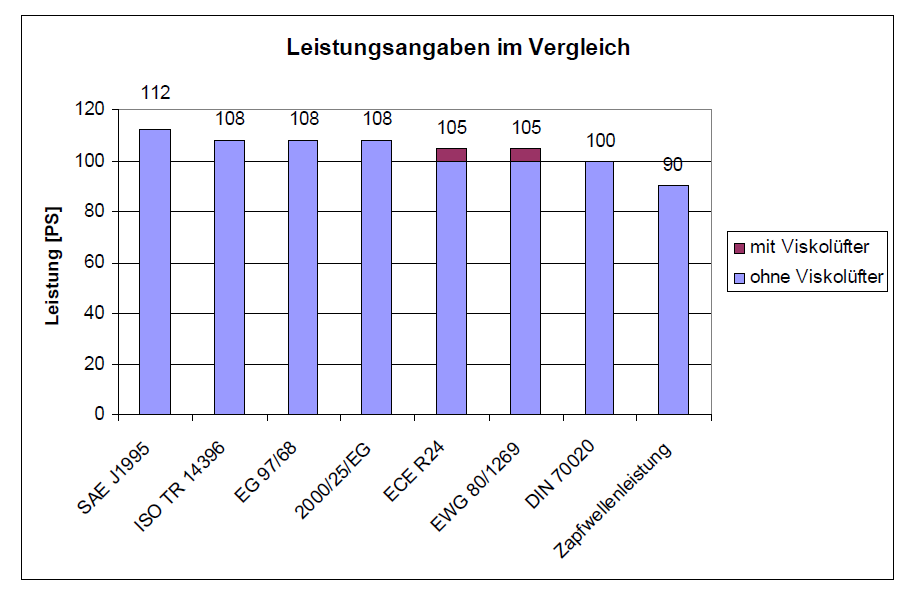 Leistungsangaben im Vergleich
112
108
108
108
105
105
100
90
120
100
80
60
40
20
0
Leistung [PS]
SAE J1995
ISO TR 14396
EG 97/68
2000/25/EG
ECE R24
EWG 80/1269
DIN 70020
Zapfwellenleistung
mit Viskolüfter
ohne Viskolüfter